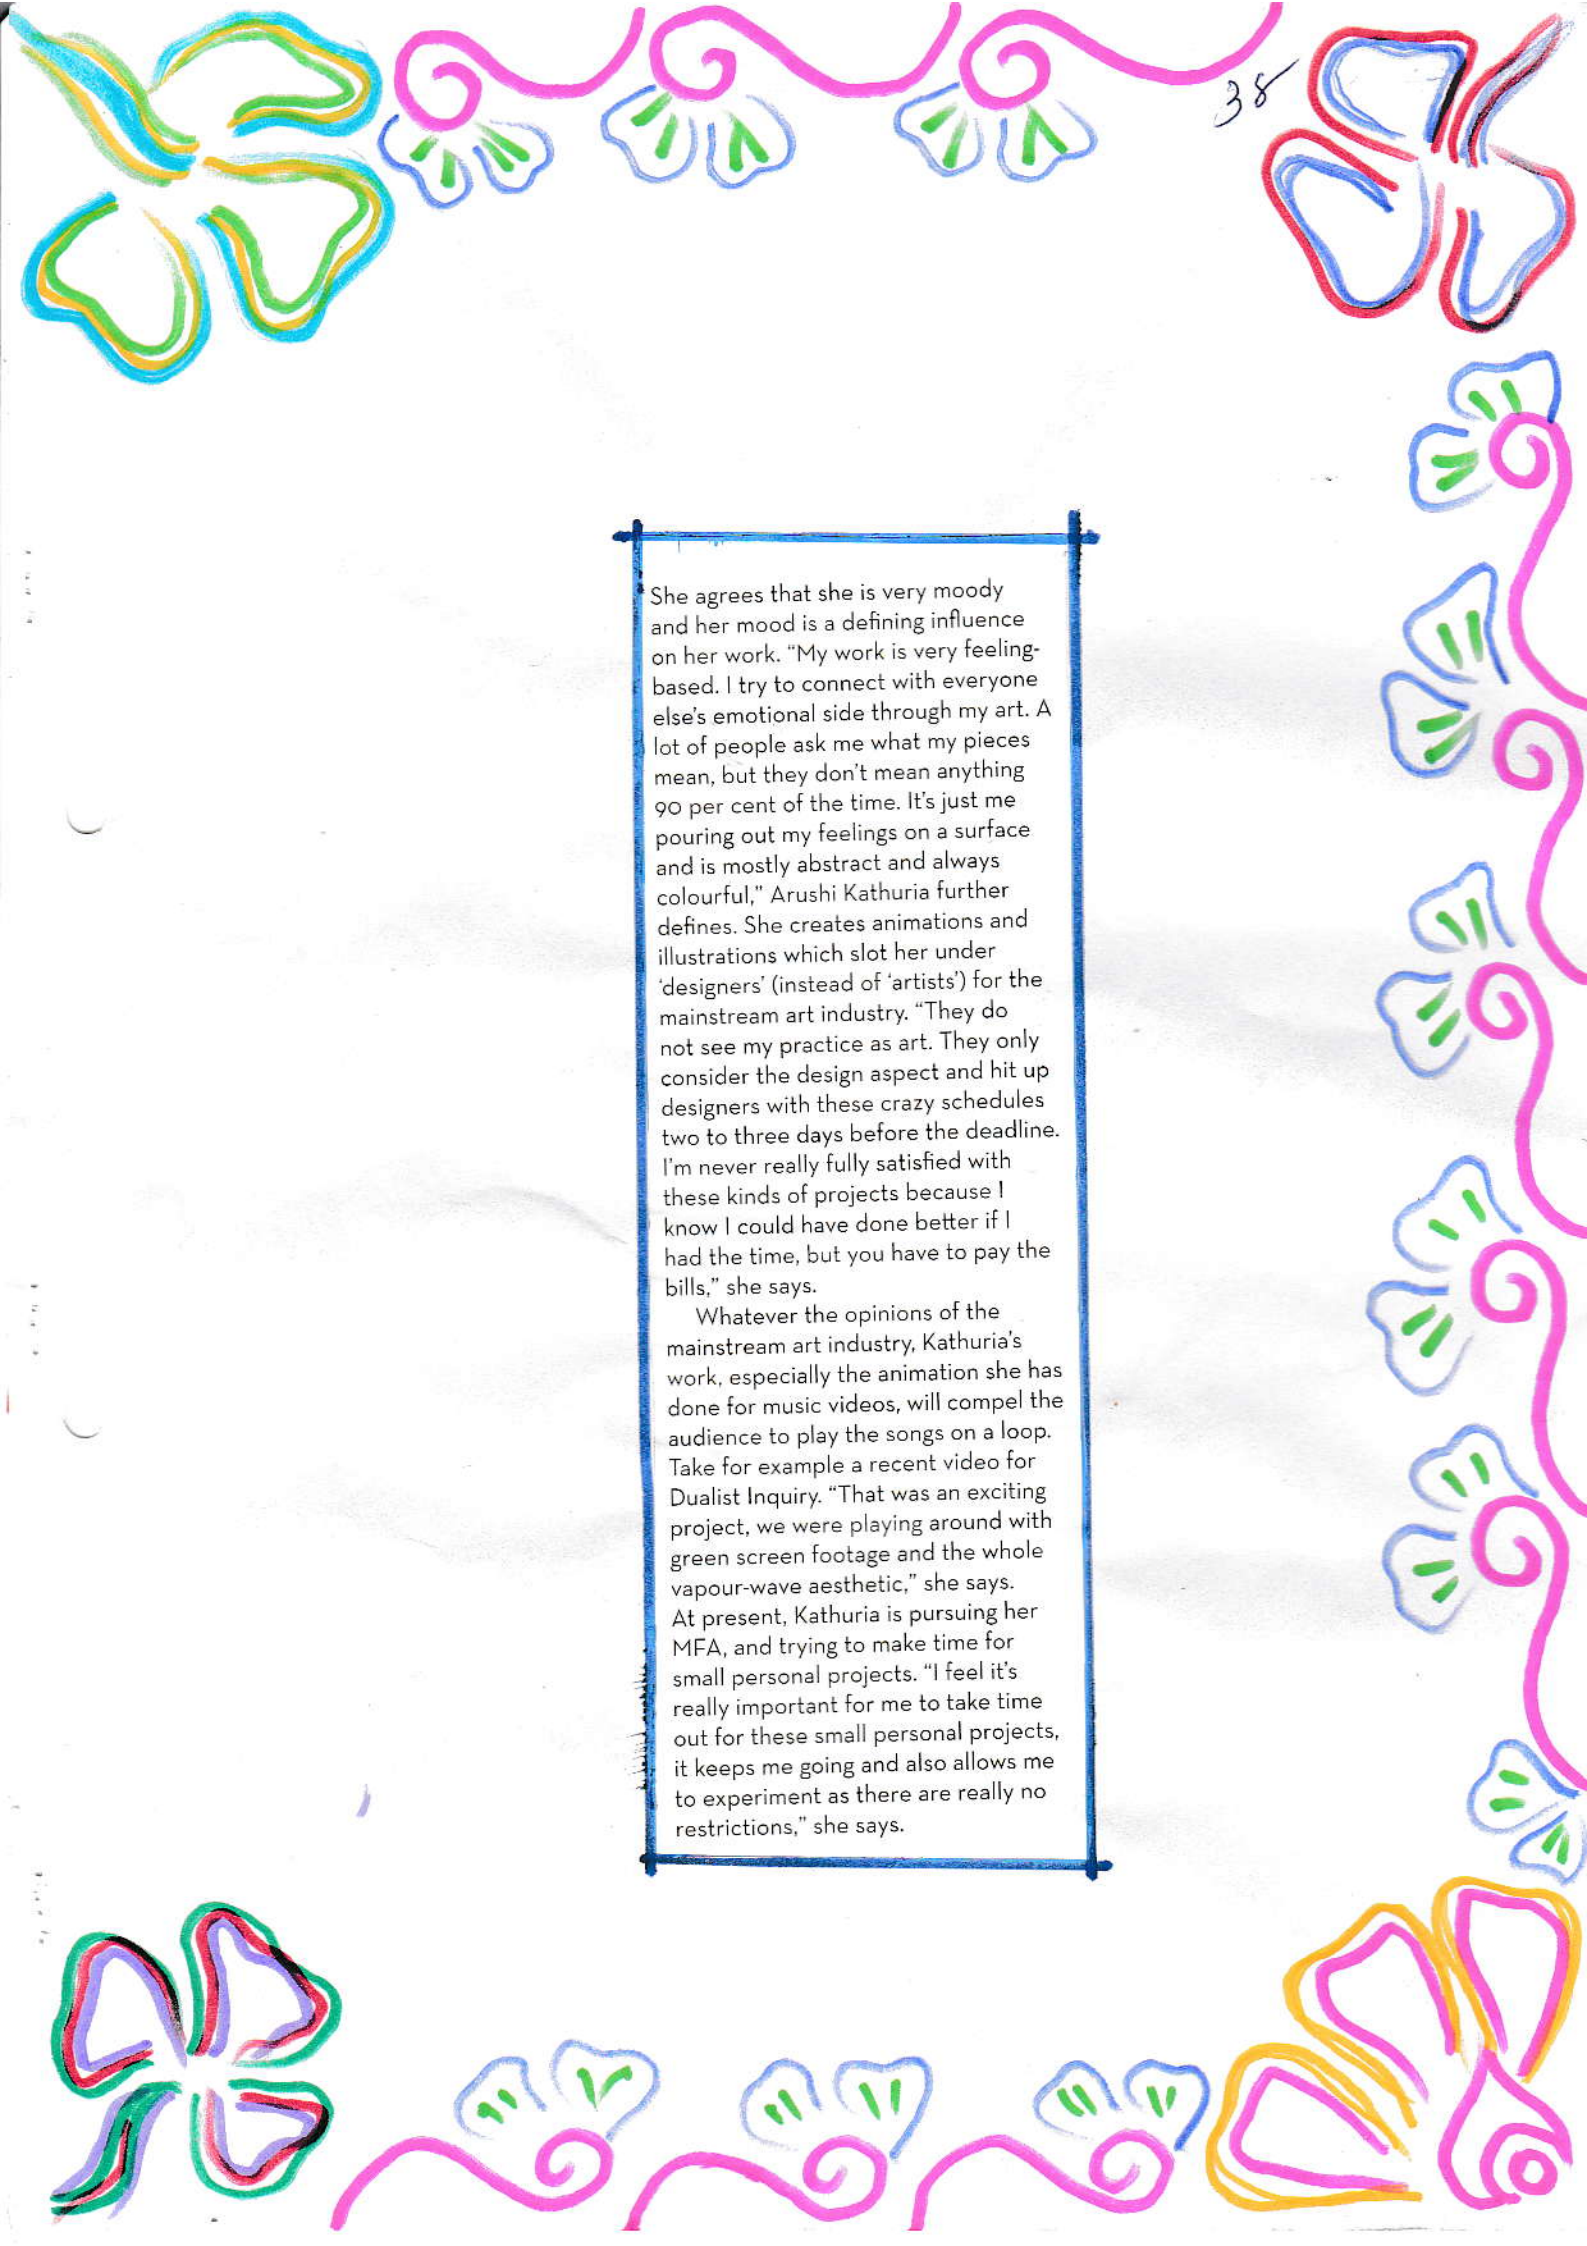 38
She agrees that she is very moody
and her mood is a defining influence
on her work. “My work is very feeling-
based. I try to connect with everyone
else’s emotional side through my art. A
lot of people ask me what my pieces
mean, but they don’t mean anything
90 per cent of the time. It’s just me
pouring out my feelings on a surface
and is mostly abstract and always
colourful,” Arushi Kathuria further
defines. She creates animations and
illustrations which slot her under
‘designers’ (instead of ‘artists’) for the
mainstream art industry. “They do
not see my practice as art. They only
consider the design aspect and hit up
designers with these crazy schedules
two to three days before the deadline.
I’m never really fully satisfied with
these kinds of projects because I
know I could have done better if I
had the time, but you have to pay the
bills,” she says.
Whatever the opinions of the
mainstream art industry, Kathuria’s
work, especially the animation she has
done for music videos, will compel the
audience to play the songs on a loop.
Take for example a recent video for
Dualist Inquiry. “That was an exciting
project, we were playing around with
green screen footage and the whole
vapour-wave aesthetic,” she says.
At present, Kathuria is pursuing her
MFA, and trying to make time for
small personal projects. “I feel it’s
really important for me to take time
out for these small personal projects,
it keeps me going and also allows me
to experiment as there are really no
restrictions,” she says.